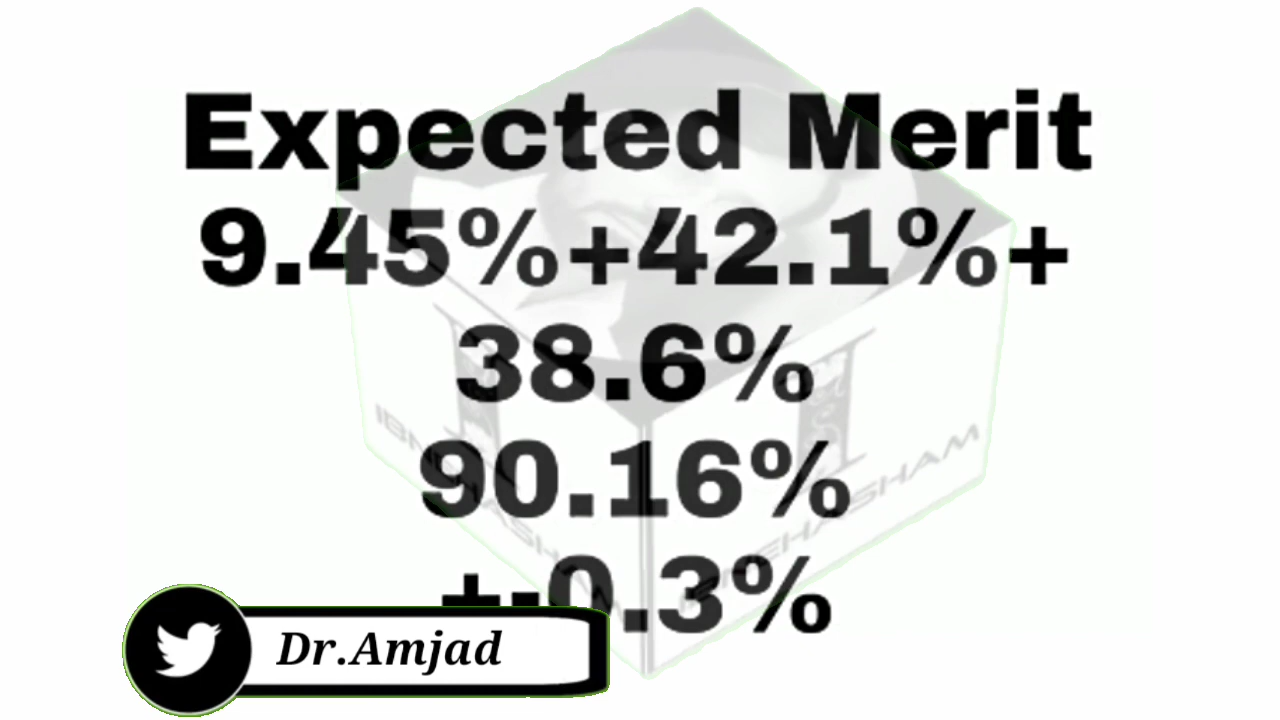 Expected Merit
9.45%+42.1%+
38.6%
90.16%
+-0.3%
Dr.Amjad